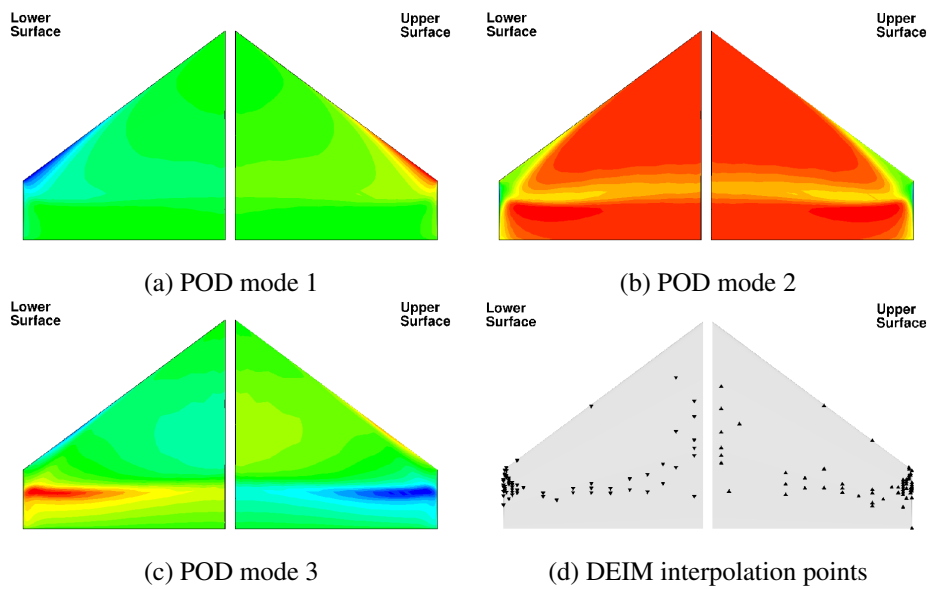 Lower
Surface
Upper
Surface
Lower
Surface
Upper
Surface
(a) POD mode 1
(b) POD mode 2
Lower
Surface
Upper
Surface
Lower
Surface
Upper
Surface
(c) POD mode 3
(d) DEIM interpolation points